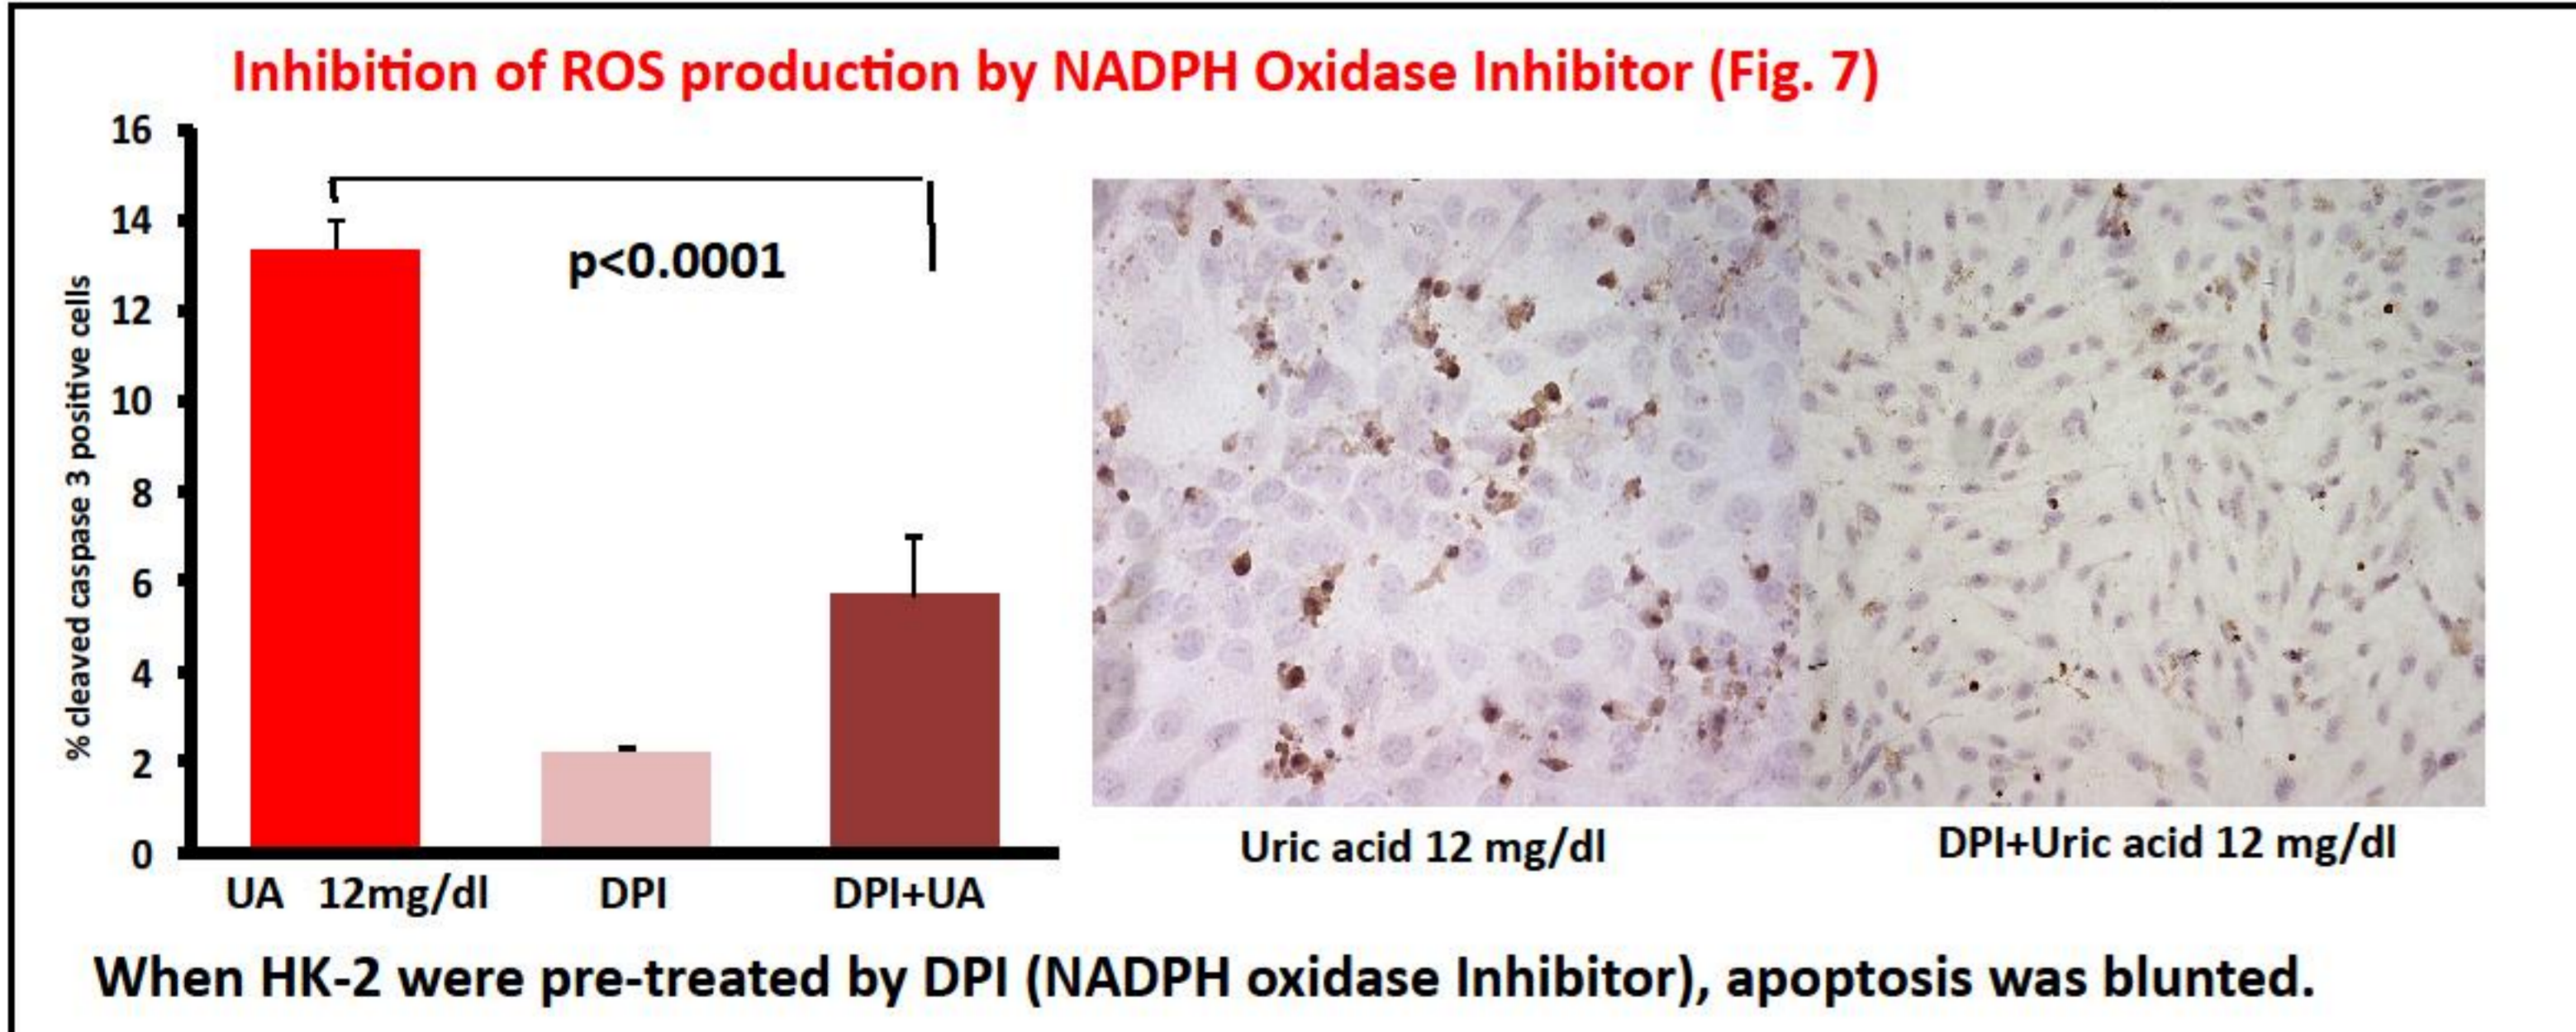 Inhibition of ROS production by NADPH Oxidase Inhibitor (Fig. 7)
% cleaved caspase 3 positive cells
16
14
12
10
8
6
4
2
0
p<0.0001
UA 12mg/dl
DPI
DPI+UA
Uric acid 12 mg/dl
DPI+Uric acid 12 mg/dl
When HK-2 were pre-treated by DPI (NADPH oxidase Inhibitor), apoptosis was blunted.